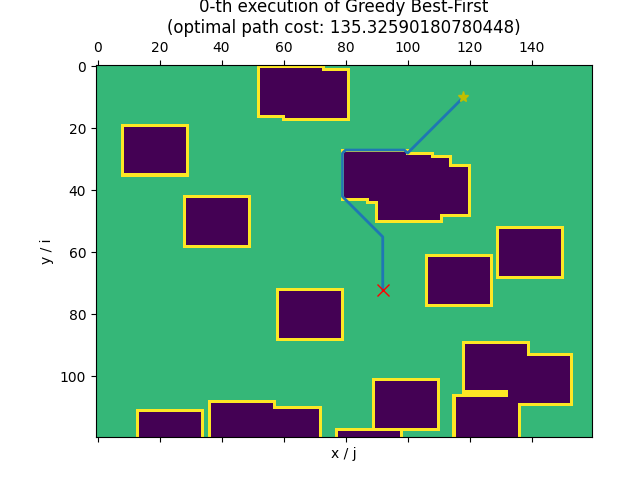 0-th execution of Greedy Best-First
(optimal path cost: 135.32590180780448)
0 20 40 60 80 100 120 140
0
20
40
60
80
100
y / i
x / j